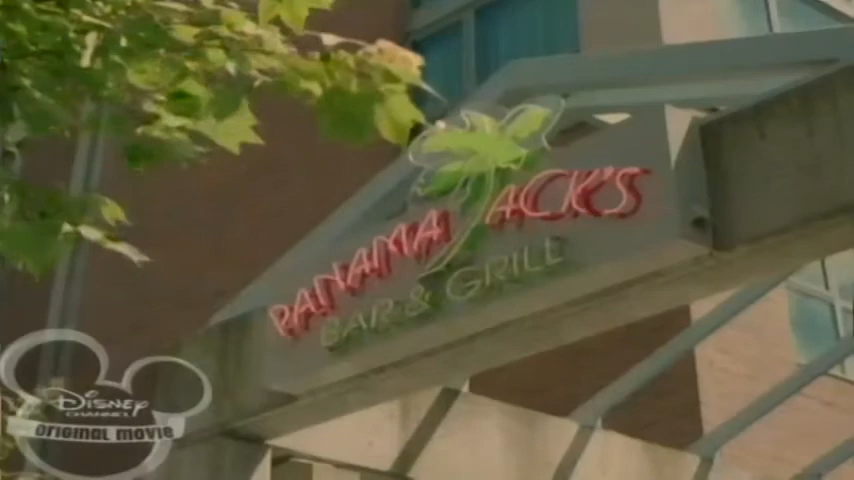 PANAMA JACK'S
BAR & GRILL
Disney
CHANNEL
ORIGINAL MOVIE